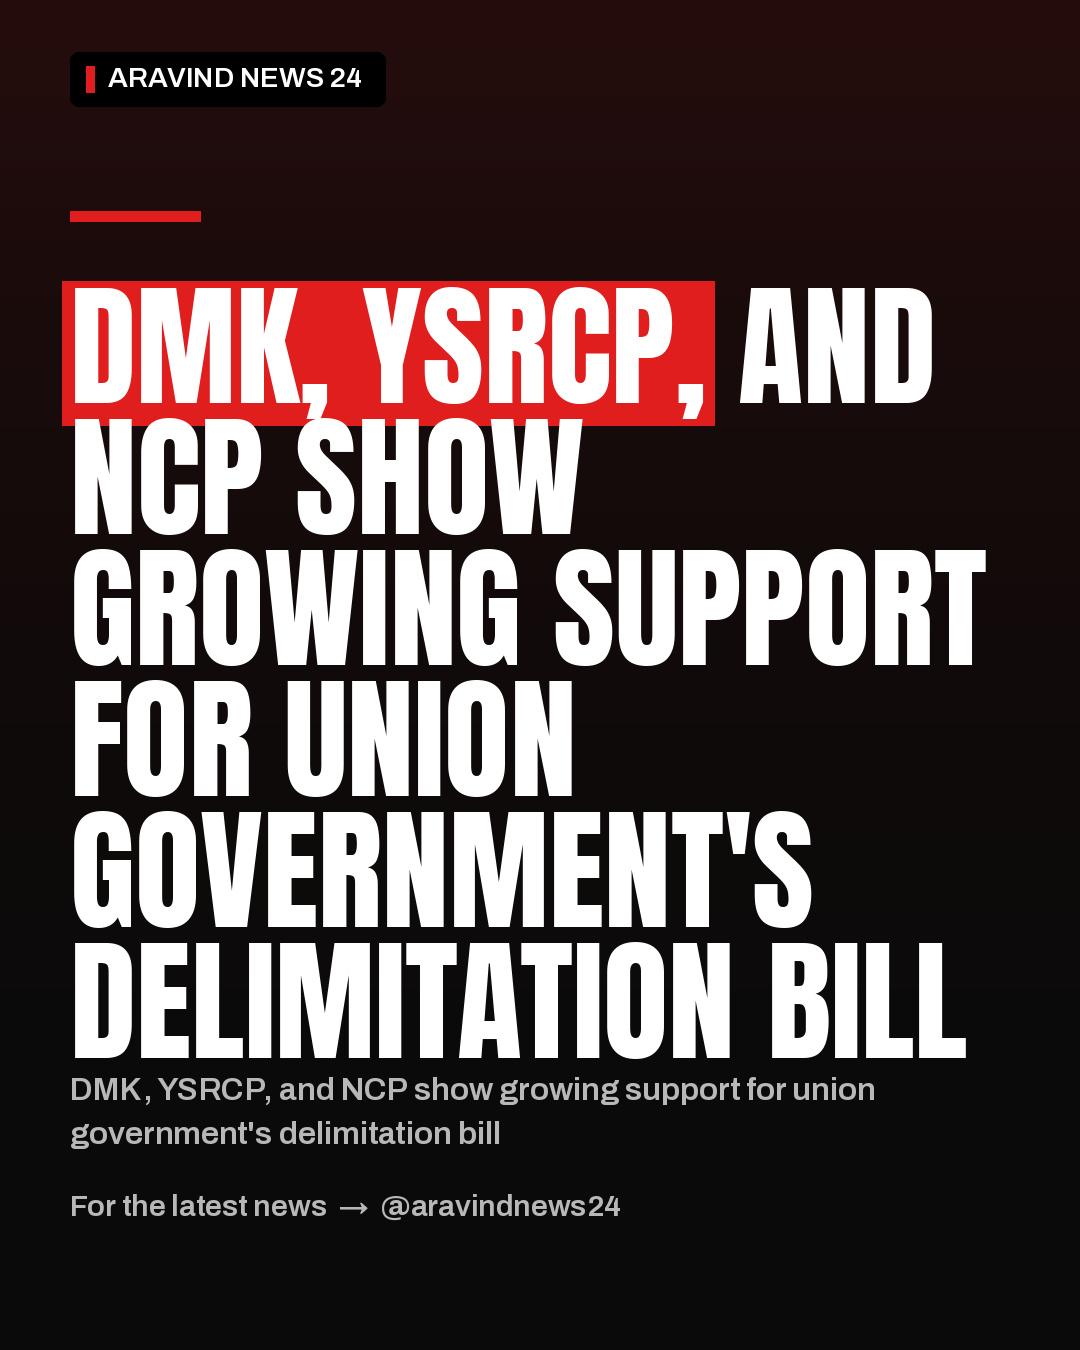 ARAVIND NEWS 24
DMK, YSRCP, AND
NCP SHOW
GROWING SUPPORT
FOR UNION
GOVERNMENT'S
DELIMITATION BILL
DMK, YSRCP, and NCP show growing support for union
government's delimitation bill
For the latest news → @aravindnews24